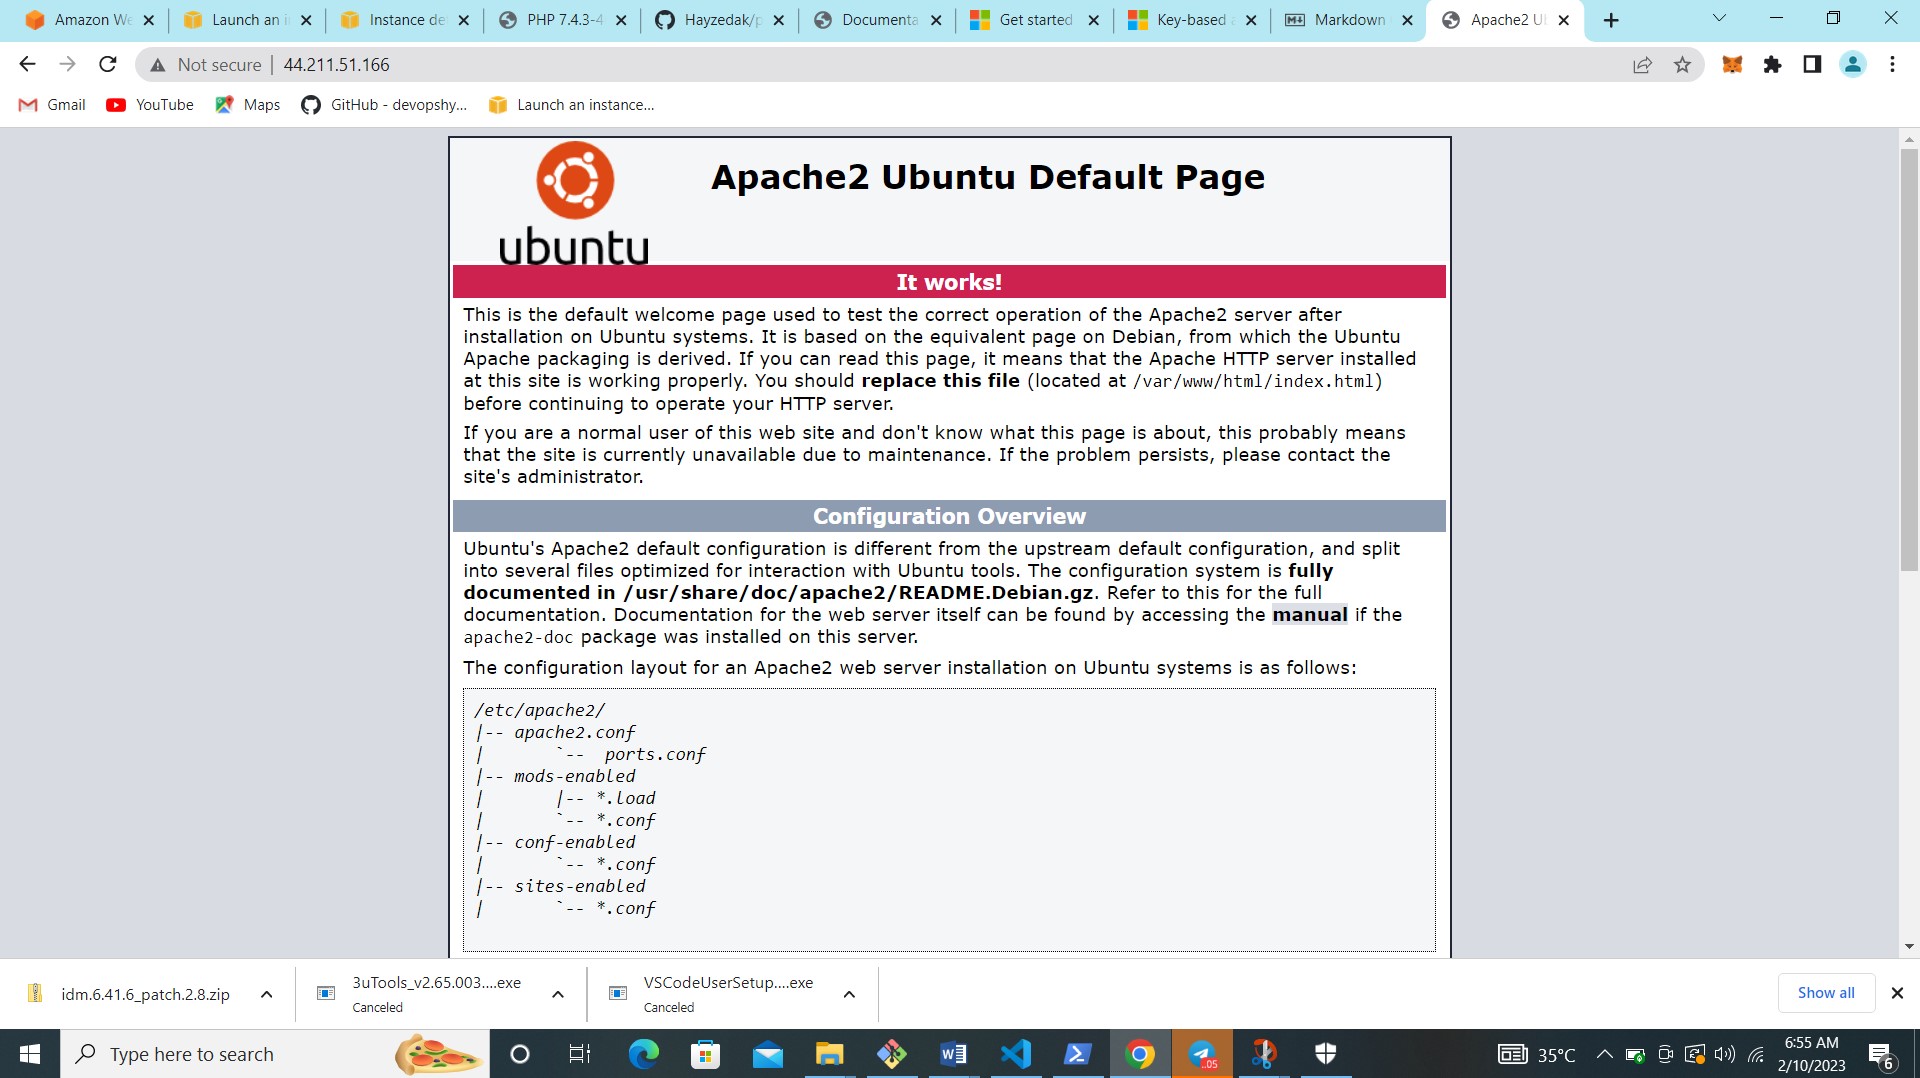 Amazon We
Launch an i
Instance de
PHP 7.4.3-4
Hayzedak/p
Documenta
Get started
Key-based a
Markdown
Apache2 Ub
Not secure | 44.211.51.166
Gmail
YouTube
Maps
GitHub - devopshy...
Launch an instance...
ubuntu
Apache2 Ubuntu Default Page
It works!
This is the default welcome page used to test the correct operation of the Apache2 server after
installation on Ubuntu systems. It is based on the equivalent page on Debian, from which the Ubuntu
Apache packaging is derived. If you can read this page, it means that the Apache HTTP server installed
at this site is working properly. You should replace this file (located at /var/www/html/index.html)
before continuing to operate your HTTP server.
If you are a normal user of this web site and don't know what this page is about, this probably means
that the site is currently unavailable due to maintenance. If the problem persists, please contact the
site's administrator.
Configuration Overview
Ubuntu's Apache2 default configuration is different from the upstream default configuration, and split
into several files optimized for interaction with Ubuntu tools. The configuration system is fully
documented in /usr/share/doc/apache2/README.Debian.gz. Refer to this for the full
documentation. Documentation for the web server itself can be found by accessing the manual if the
apache2-doc package was installed on this server.
The configuration layout for an Apache2 web server installation on Ubuntu systems is as follows:
/etc/apache2/
|-- apache2.conf
|       `--  ports.conf
|-- mods-enabled
|       |-- *.load
|       `-- *.conf
|-- conf-enabled
|       `-- *.conf
|-- sites-enabled
|       `-- *.conf
idm.6.41.6_patch.2.8.zip
3uTools_v2.65.003....exe
Canceled
VSCodeUserSetup....exe
Canceled
Show all
Type here to search
..05
35°C
6:55 AM
2/10/2023
6